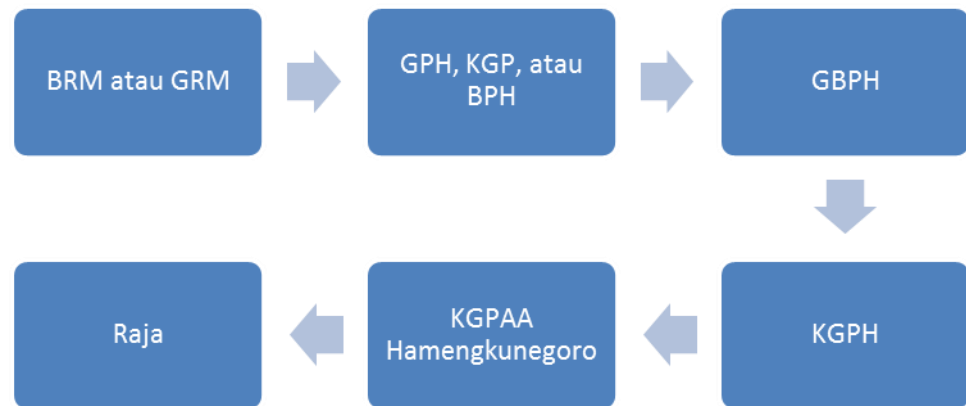 BRM atau GRM
GPH, KGP, atau
BPH
GBPH
KGPH
KGPAA
Hamengkunegoro
Raja